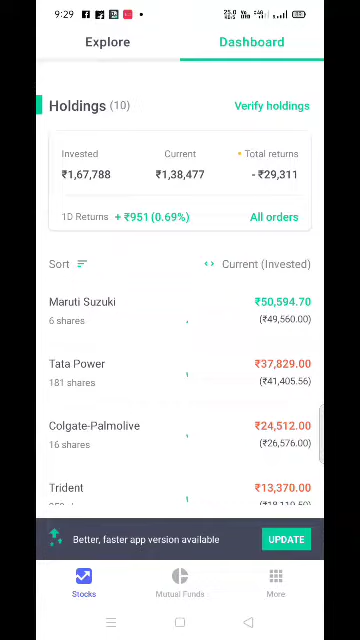 9:29
25.0 KB/S
Explore
Dashboard
Holdings (10)
Verify holdings
Invested
Current
Total returns
₹1,67,788
₹1,38,477
- ₹29,311
1D Returns + ₹951 (0.69%)
All orders
Sort
Current (Invested)
Maruti Suzuki
₹50,594.70
6 shares
(₹49,560.00)
Tata Power
₹37,829.00
181 shares
(₹41,405.56)
Colgate-Palmolive
₹24,512.00
16 shares
(₹26,576.00)
Trident
₹13,370.00
Better, faster app version available
UPDATE
Stocks
Mutual Funds
More